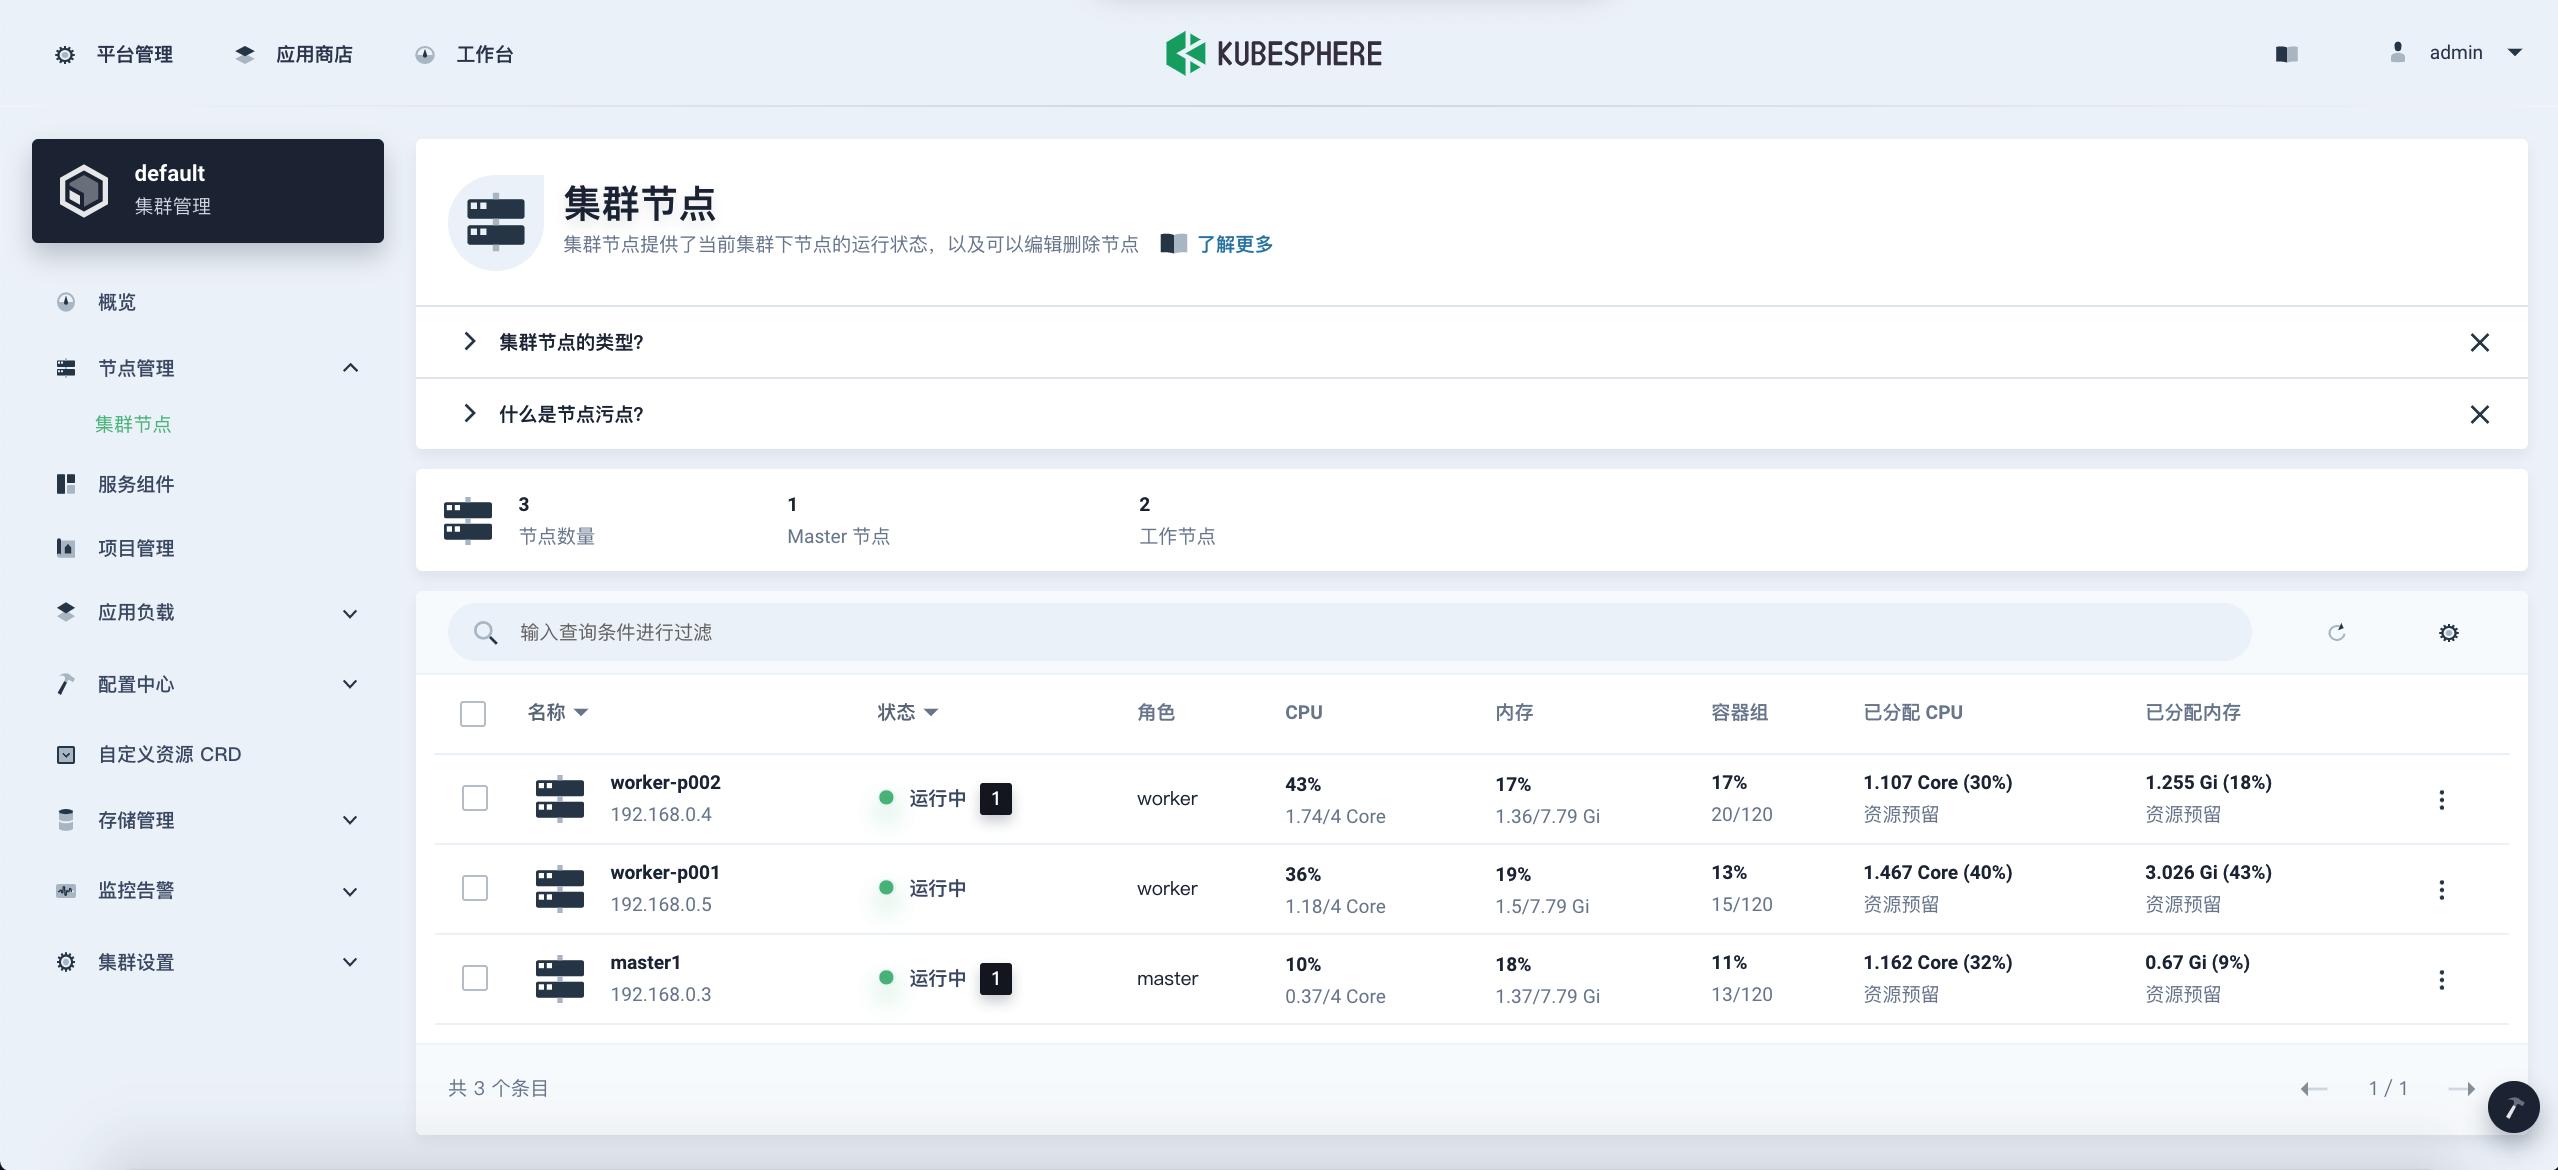 平台管理
应用商店
工作台
KUBESPHERE
admin
default
集群管理
概览
节点管理
集群节点
服务组件
项目管理
应用负载
配置中心
自定义资源 CRD
存储管理
监控告警
集群设置
集群节点
集群节点提供了当前集群下节点的运行状态，以及可以编辑删除节点 了解更多
集群节点的类型?
什么是节点污点?
3 1 2
节点数量 Master 节点 工作节点
输入查询条件进行过滤
名称 状态 角色 CPU 内存 容器组 已分配 CPU 已分配内存
worker-p002 运行中 1 worker 43% 17% 17% 1.107 Core (30%) 1.255 Gi (18%)
192.168.0.4 1.74/4 Core 1.36/7.79 Gi 20/120 资源预留 资源预留
worker-p001 运行中 worker 36% 19% 13% 1.467 Core (40%) 3.026 Gi (43%)
192.168.0.5 1.18/4 Core 1.5/7.79 Gi 15/120 资源预留 资源预留
master1 运行中 1 master 10% 18% 11% 1.162 Core (32%) 0.67 Gi (9%)
192.168.0.3 0.37/4 Core 1.37/7.79 Gi 13/120 资源预留 资源预留
共 3 个条目
1 / 1